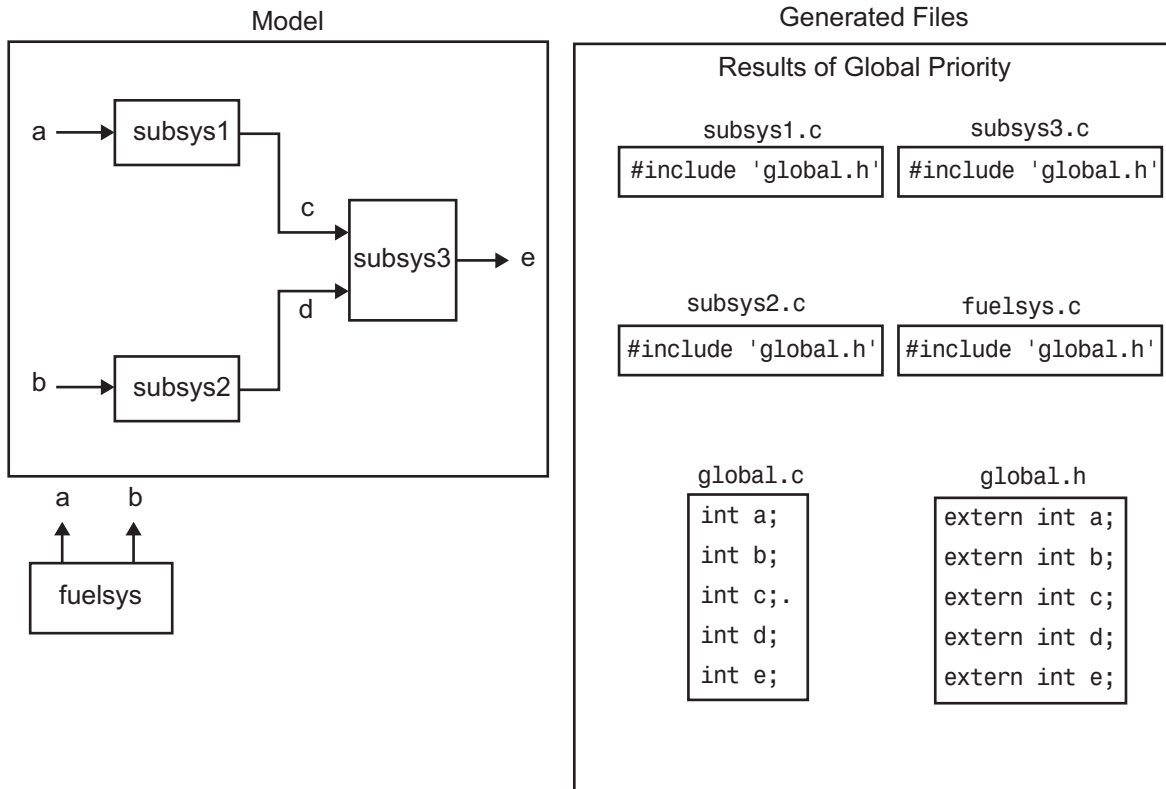 Model
a
subsys1
c
subsys3
e
d
b
subsys2
a b
fuelsys
Generated Files
Results of Global Priority
subsys1.c subsys3.c
#include 'global.h' #include 'global.h'
subsys2.c fuelsys.c
#include 'global.h' #include 'global.h'
global.c
int a;
int b;
int c;.
int d;
int e;
global.h
extern int a;
extern int b;
extern int c;
extern int d;
extern int e;